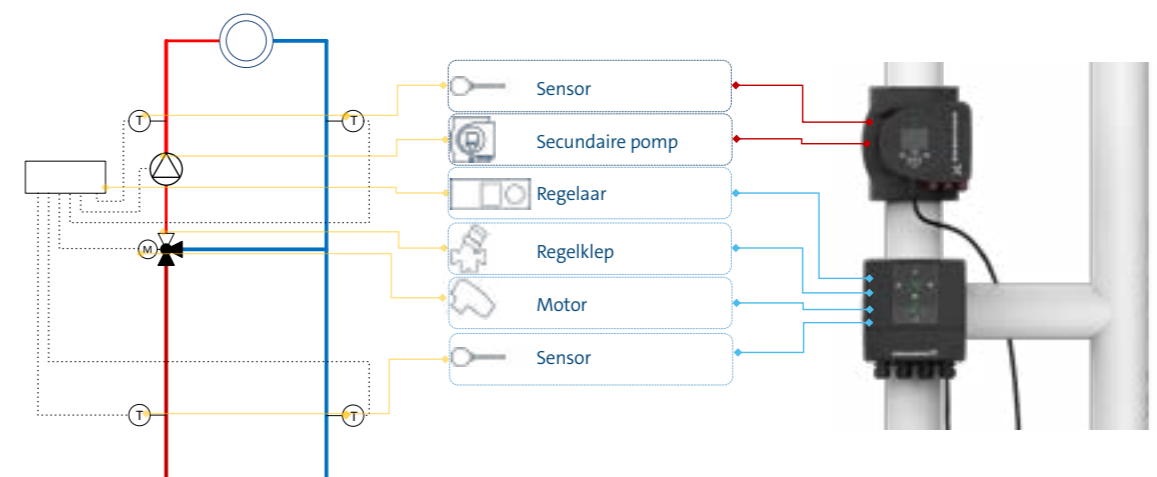 Sensor
T
T
Secundaire pomp
Regelaar
M
Regelklep
Motor
Sensor
T
T